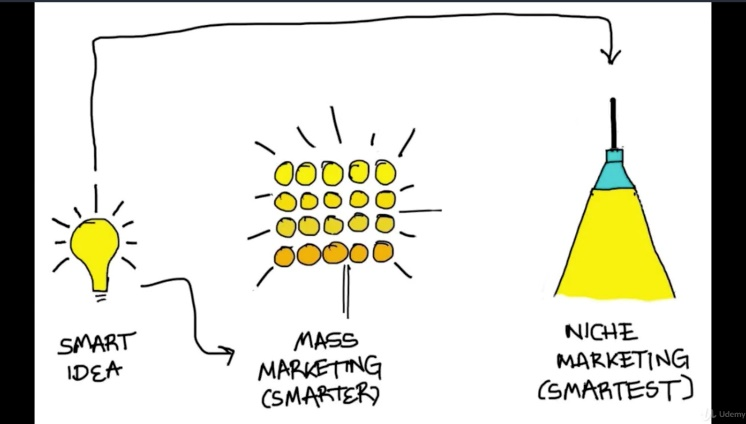 SMART
IDEA
MASS
MARKETING
(SMARTER)
NICHE
MARKETING
(SMARTEST)
Udemy